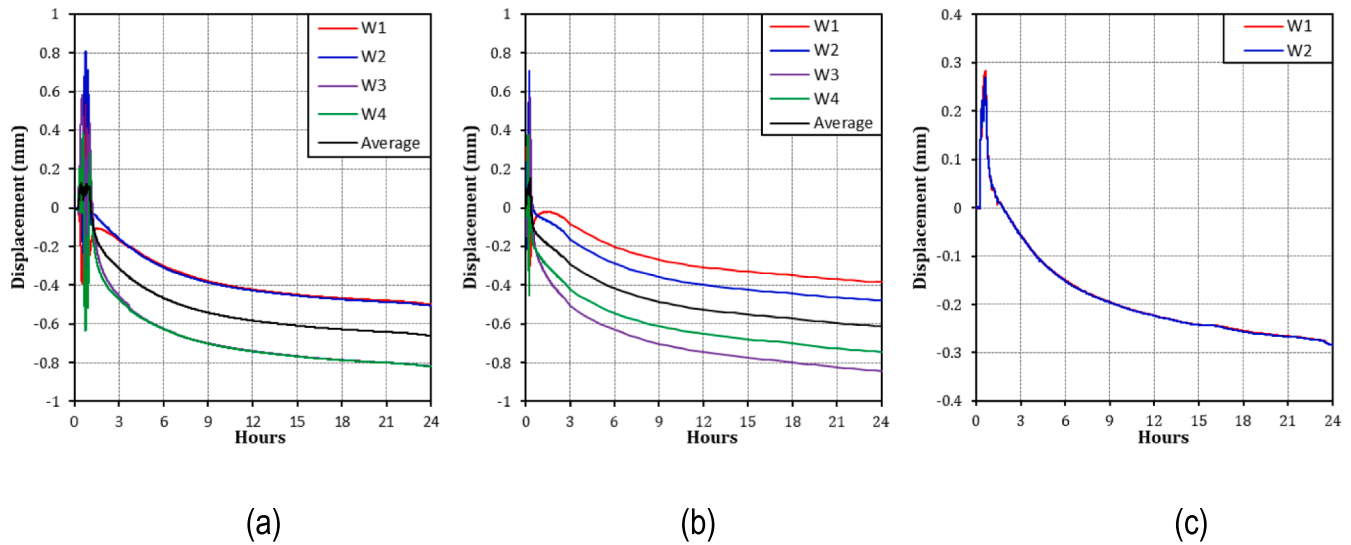 1
0.8
0.6
0.4
0.2
0
-0.2
-0.4
-0.6
-0.8
-1
Displacement (mm)
0 3 6 9 12 15 18 21 24
Hours
W1
W2
W3
W4
Average
(a)
1
0.8
0.6
0.4
0.2
0
-0.2
-0.4
-0.6
-0.8
-1
Displacement (mm)
0 3 6 9 12 15 18 21 24
Hours
W1
W2
W3
W4
Average
(b)
0.4
0.3
0.2
0.1
0
-0.1
-0.2
-0.3
-0.4
Displacement (mm)
0 3 6 9 12 15 18 21 24
Hours
W1
W2
(c)